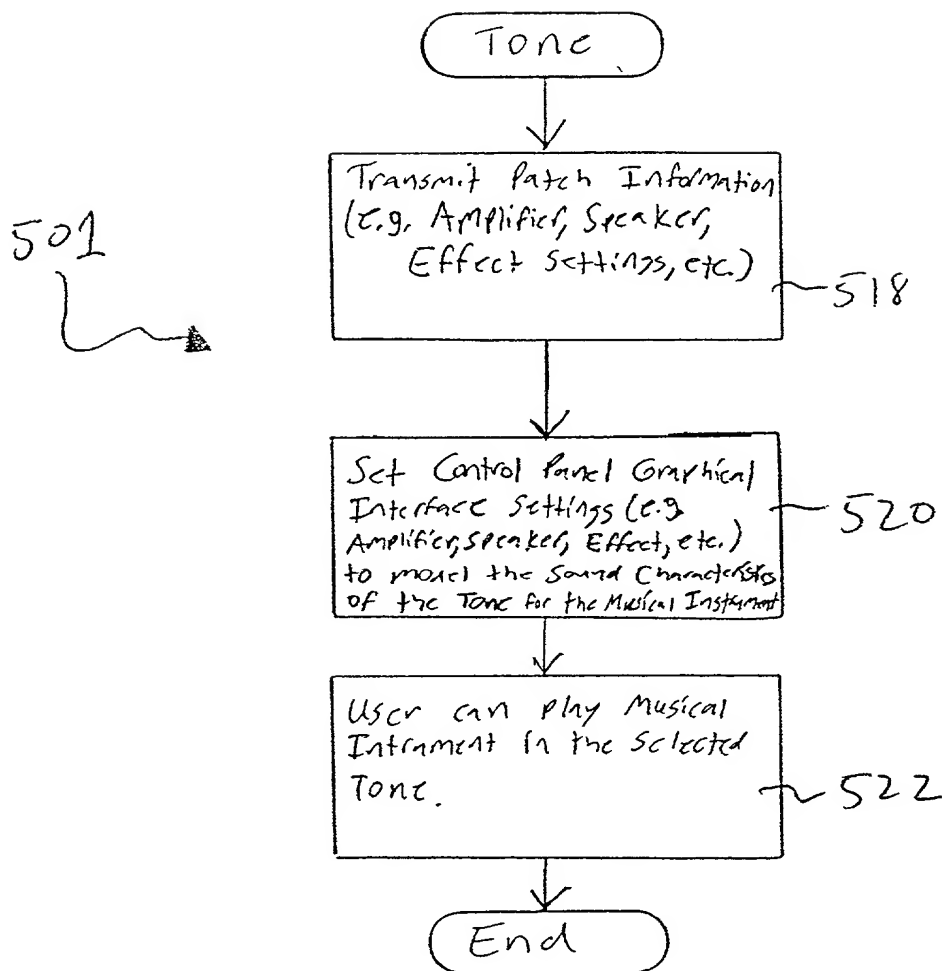 Tone
Transmit Patch Information
(e.g. Amplifier, Speaker,
Effect Settings, etc.)
518
501
Set Control Panel Graphical
Interface Settings (e.g.
Amplifier, Speaker, Effect, etc.)
to model the Sound Characteristics
of the Tone for the Musical Instrument
520
User can play Musical
Intrument in the selected
Tone.
522
End